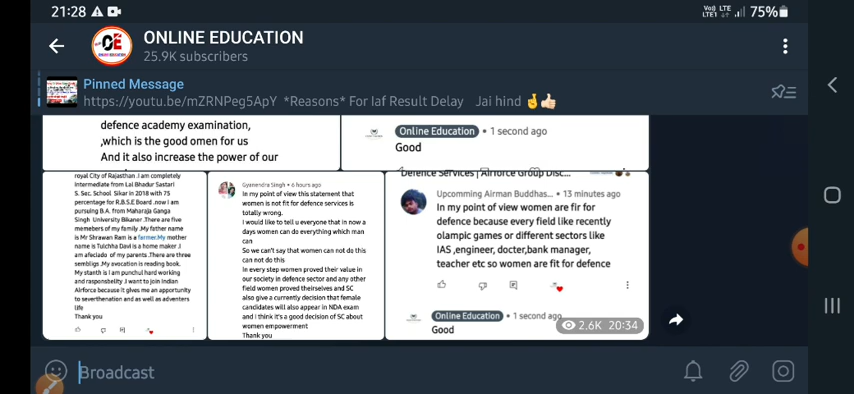 21:28
Vo)) LTE
LTE1
75%
ONLINE EDUCATION
25.9K subscribers
Pinned Message
https://youtu.be/mZRNPeg5ApY *Reasons* For Iaf Result Delay Jai hind
defence academy examination,
,which is the good omen for us
And it also increase the power of our
Online Education • 1 second ago
Good
royal City of Rajasthan .I am completed
Intermediate from Lal Bhadur Sastari
S. Sec. School Sikar in 2018 with 75
percentage for R.B.S.E Board .now I am
pursuing B.A from Maharaja Ganga
Singh University Bikaner .There are five
memebers of my family .My father
name is Mr Shrawan Ram is a farmer.My mother
name is Tulchha Davi is a home maker .I
am afeciado of my parents .There are three
semblings .My avocation is reading book.
My stanth is I am punchul hard working
and responsbelity .I want to join Indian
Airforce because it gives me an opportunity
to severthenation and as well as adventers
life
Thank you
Gyanendra Singh • 6 hours ago
In my point of view this statement that
women is not fit for defence services is
totally wrong.
I would like to tell u everyone that in now a
days women can do everything which man
can
So we can't say that women can not do this
can not do this
In every step women proved their value in
our society in defence sector and any other
field women proved theirselves and SC
also give a currently decision that female
candidates will also appear in NDA exam
and i think it's a good decision of SC about
women empowerment
Thank you
Defence Services | Airforce Group Disc...
Upcomming Airman Buddhas... • 13 minutes ago
In my point of view women are fir for
defence because every field like recently
olampic games or different sectors like
IAS ,engineer, docter,bank manager,
teacher etc so women are fit for defence
Online Education • 1 second ago
Good
2.6K 20:34
Broadcast